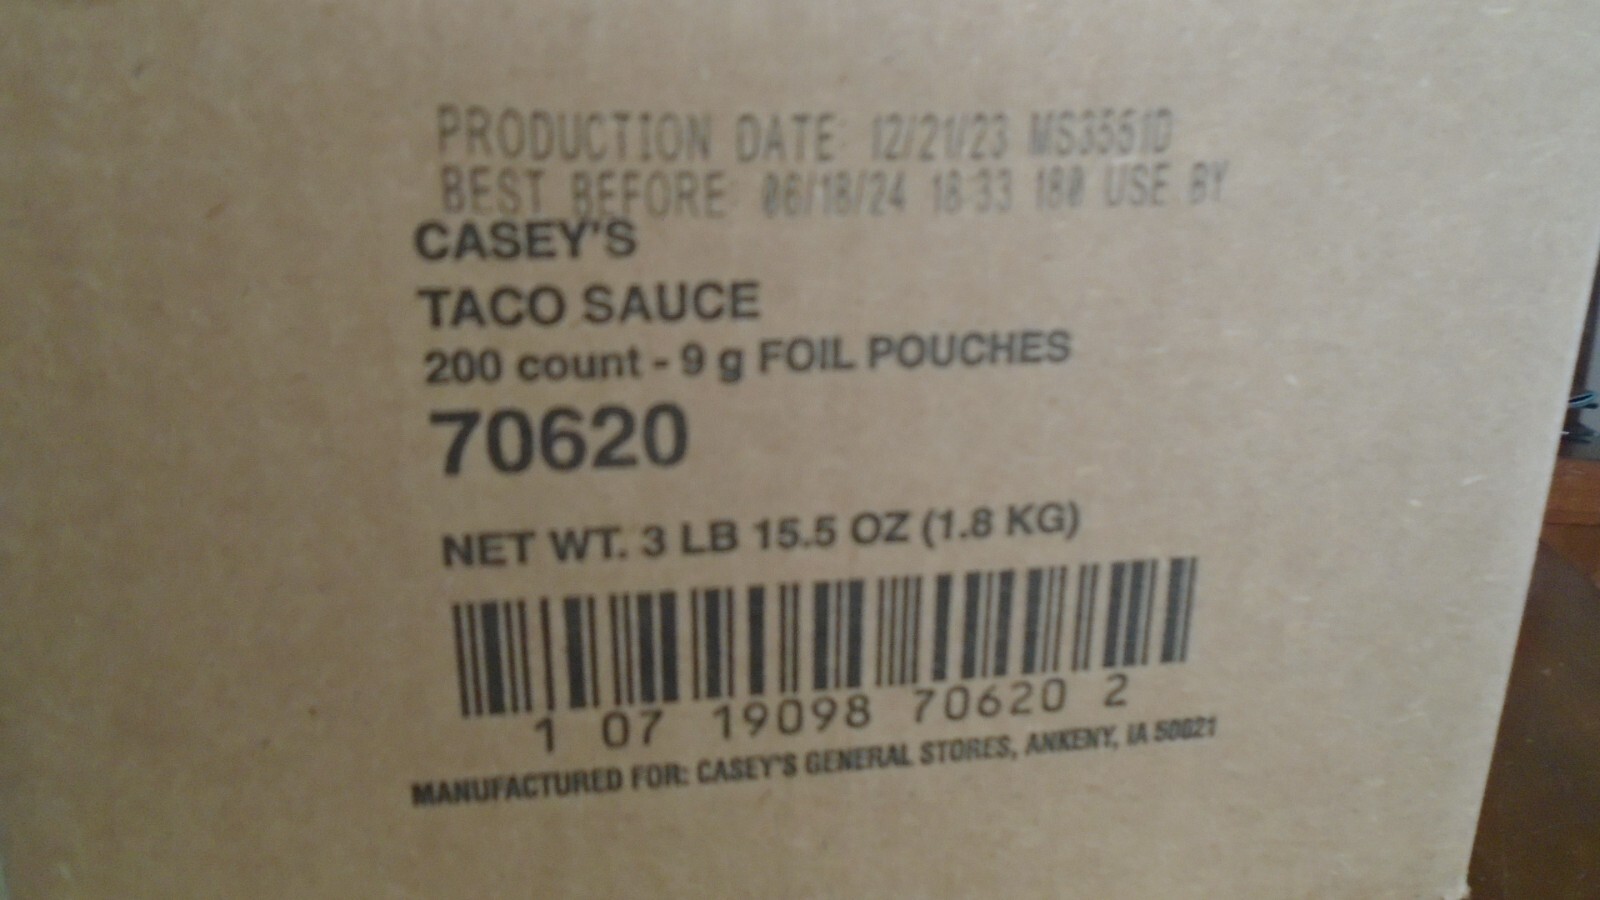 PRODUCTION DATE: 12/21/23 MS3551D
BEST BEFORE: 06/18/24 18:33 180 USE BY
CASEY'S
TACO SAUCE
200 count - 9 g FOIL POUCHES
70620
NET WT. 3 LB 15.5 OZ (1.8 KG)
1 07 19098 70620 2
MANUFACTURED FOR: CASEY'S GENERAL STORES, ANKENY, IA 50021